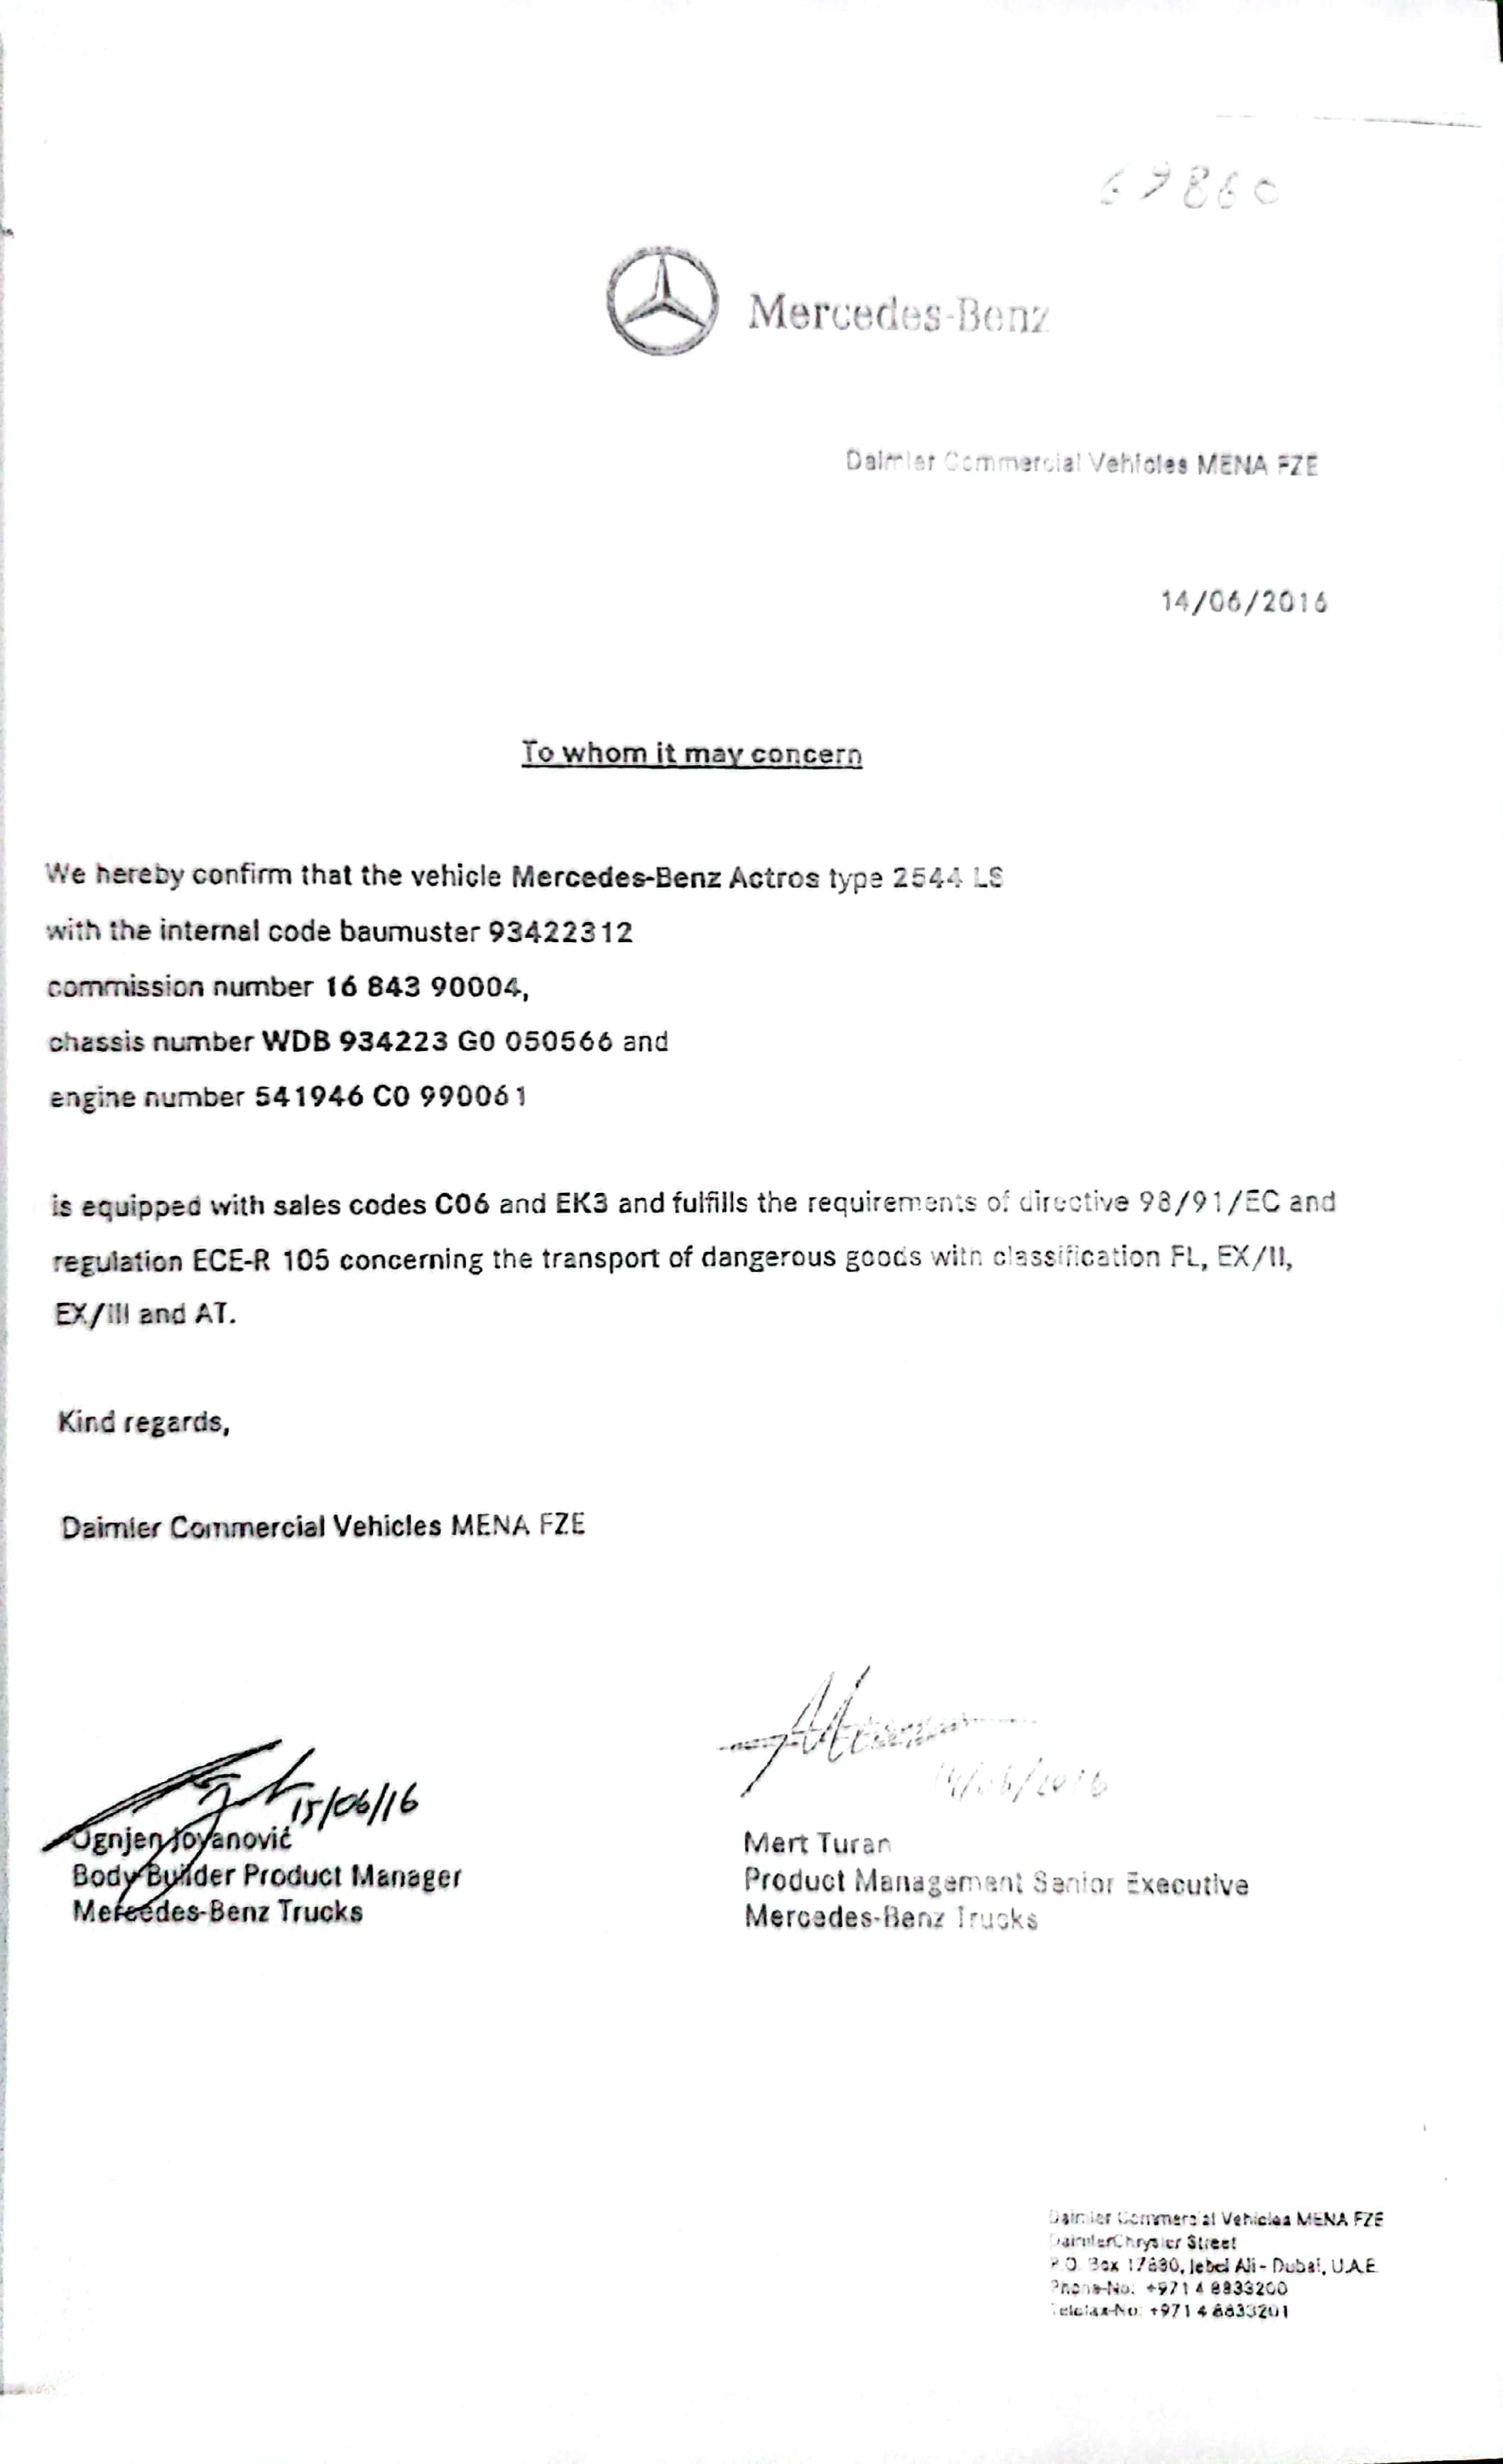 67860
Mercedes-Benz
Daimler Commercial Vehicles MENA FZE
14/06/2016
To whom it may concern
We hereby confirm that the vehicle Mercedes-Benz Actros type 2544 LS
with the internal code baumuster 93422312
commission number 16 843 90004,
chassis number WDB 934223 G0 050566 and
engine number 541946 C0 990061
is equipped with sales codes C06 and EK3 and fulfills the requirements of directive 98/91/EC and
regulation ECE-R 105 concerning the transport of dangerous goods with classification FL, EX/II,
EX/III and AT.
Kind regards,
Daimler Commercial Vehicles MENA FZE
15/06/16
14/06/2016
Ognjen Jovanović
Body Builder Product Manager
Mercedes-Benz Trucks
Mert Turan
Product Management Senior Executive
Mercedes-Benz Trucks
Daimler Commercial Vehicles MENA FZE
DaimlerChrysler Street
P.O. Box Jebel Ali - Dubai, U.A.E.
Phone-No: +971 4 8833200
Telefax-No: +971 4 8833201